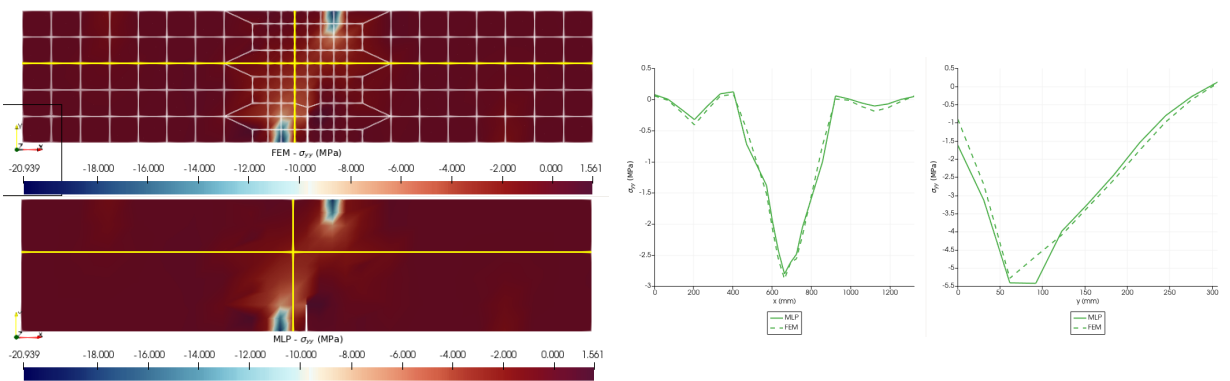 FEM - σyy (MPa)
-20.939 -18.000 -16.000 -14.000 -12.000 -10.000 -8.000 -6.000 -4.000 -2.000 0.000 1.561
Y
Z X
MLP - σyy (MPa)
-20.939 -18.000 -16.000 -14.000 -12.000 -10.000 -8.000 -6.000 -4.000 -2.000 0.000 1.561
Y
Z X
0.5
0
-0.5
-1
-1.5
-2
-2.5
-3
σyy (MPa)
0 200 400 600 800 1000 1200
x (mm)
MLP
FEM
0.5
0
-0.5
-1
-1.5
-2
-2.5
-3
-3.5
-4
-4.5
-5
-5.5
σyy (MPa)
0 50 100 150 200 250 300
y (mm)
MLP
FEM